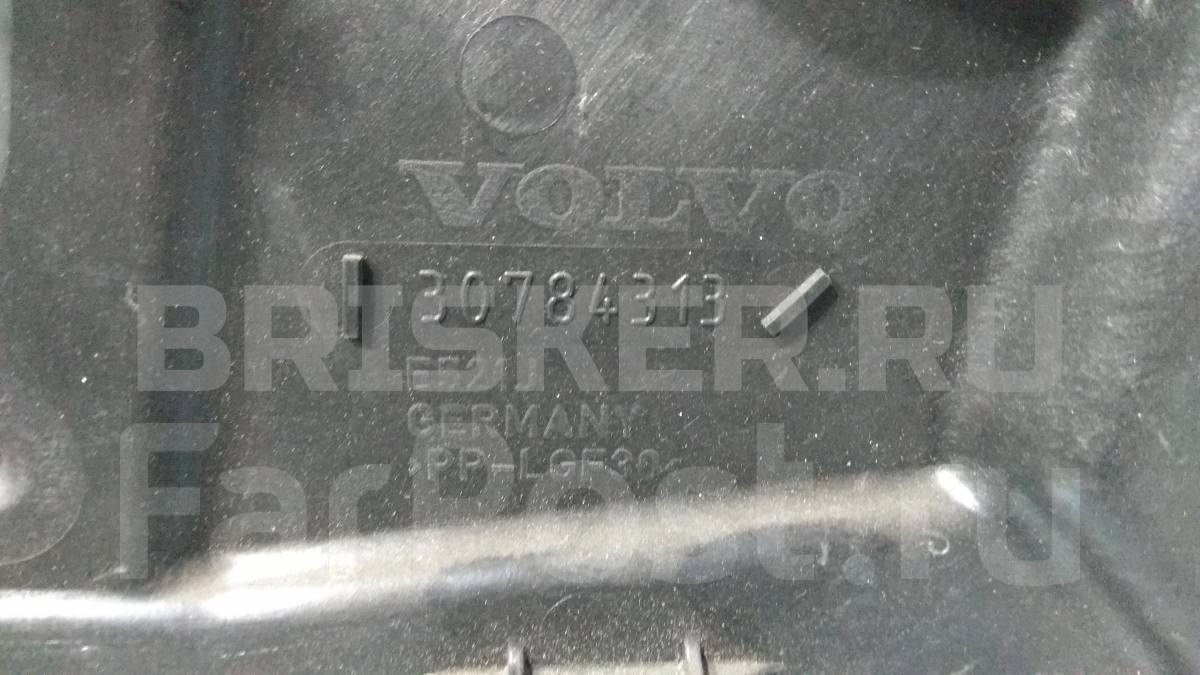 VOLVO
30784313
BRISKER.RU
GERMANY
>PP-LGF30<
FarPost.ru